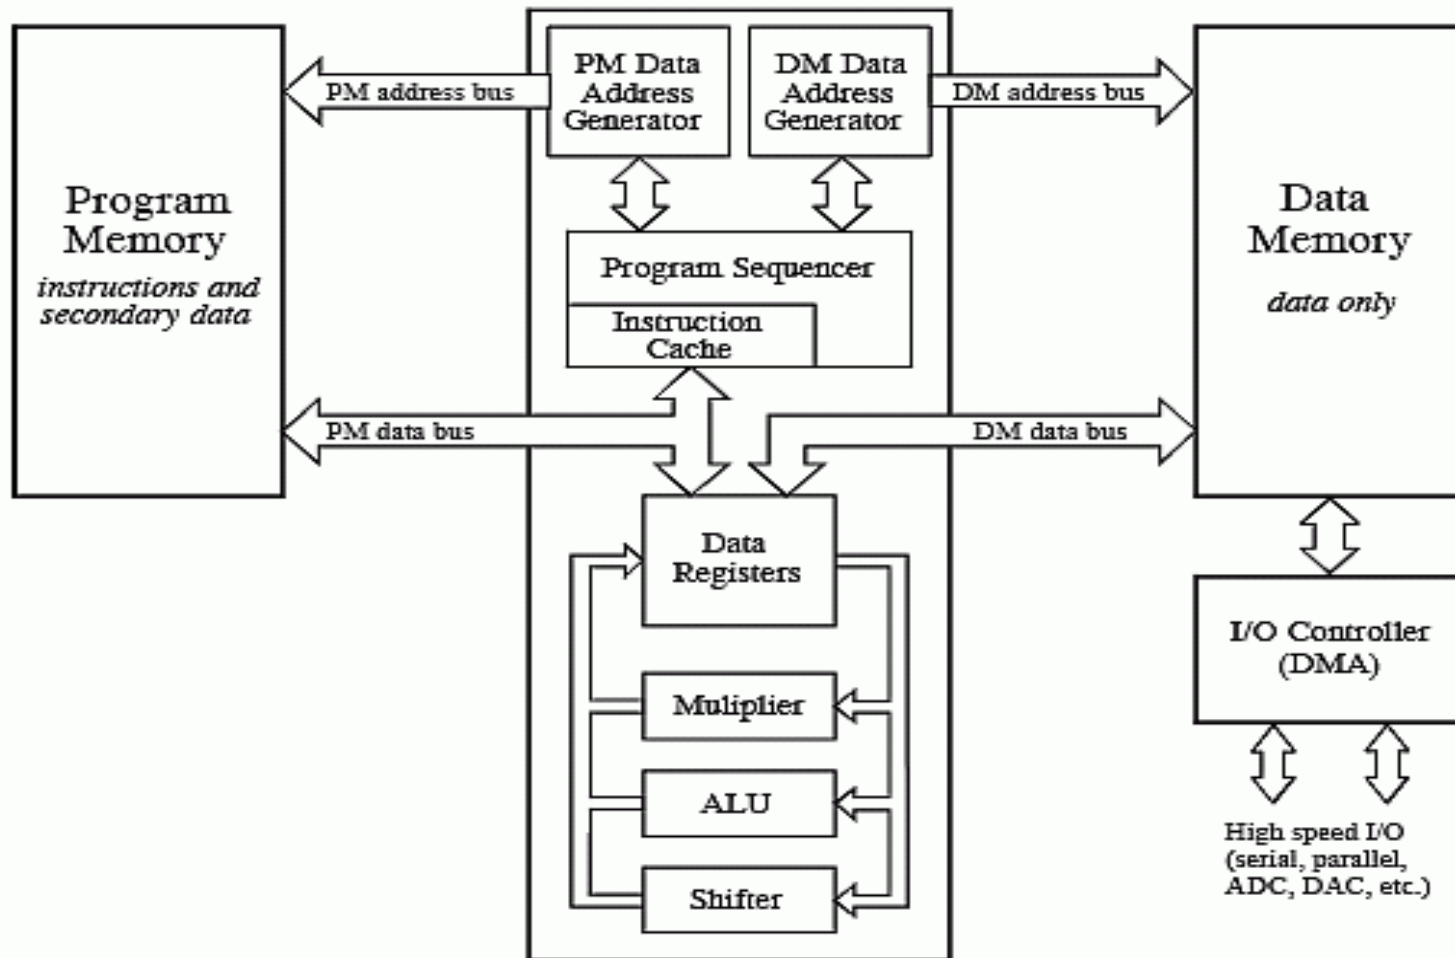 PM Data
Address
Generator
DM Data
Address
Generator
PM address bus
DM address bus
Program
Memory
instructions and
secondary data
Program Sequencer
Instruction
Cache
Data
Memory
data only
PM data bus
DM data bus
Data
Registers
Muliplier
ALU
Shifter
I/O Controller
(DMA)
High speed I/O
(serial, parallel,
ADC, DAC, etc.)